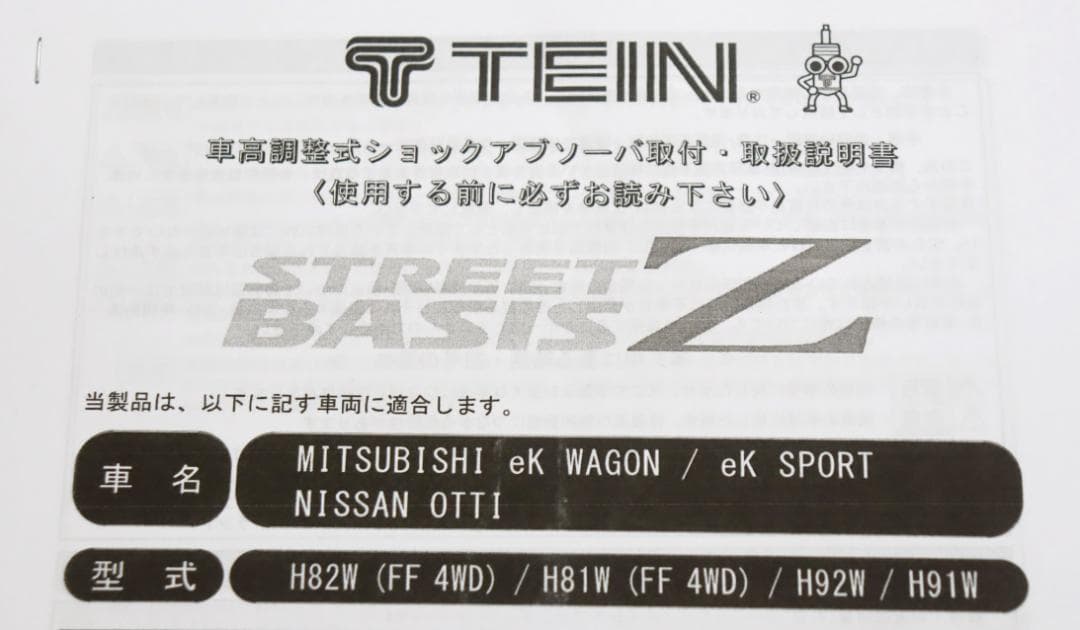 TEIN®
車高調整式ショックアブソーバ取付・取扱説明書
〈使用する前に必ずお読み下さい〉
STREET
BASIS Z
当製品は、以下に記す車両に適合します。
車 名
MITSUBISHI eK WAGON / eK SPORT
NISSAN OTTI
型 式
H82W (FF 4WD) / H81W (FF 4WD) / H92W / H91W